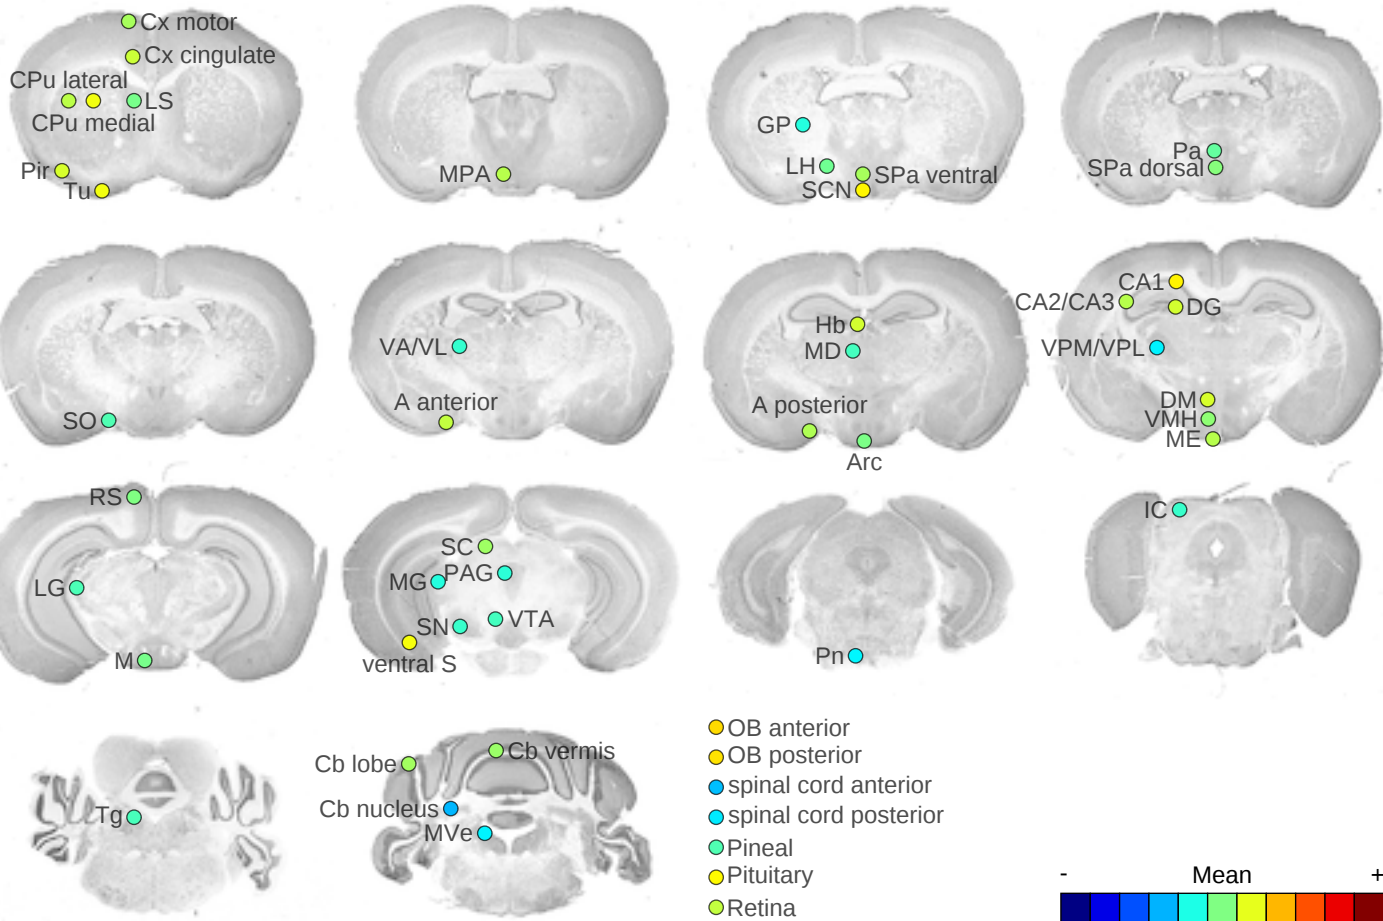 Cx motor
Cx cingulate
CPu lateral
LS
CPu medial
Pir
Tu
MPA
GP
LH
SPa ventral
SCN
Pa
SPa dorsal
SO
VA/VL
A anterior
Hb
MD
A posterior
Arc
CA1
CA2/CA3
DG
VPM/VPL
DM
VMH
ME
RS
LG
M
SC
MG
PAG
SN
VTA
ventral S
Pn
IC
Tg
Cb lobe
Cb vermis
Cb nucleus
MVe
OB anterior
OB posterior
spinal cord anterior
spinal cord posterior
Pineal
Pituitary
Retina
- Mean +